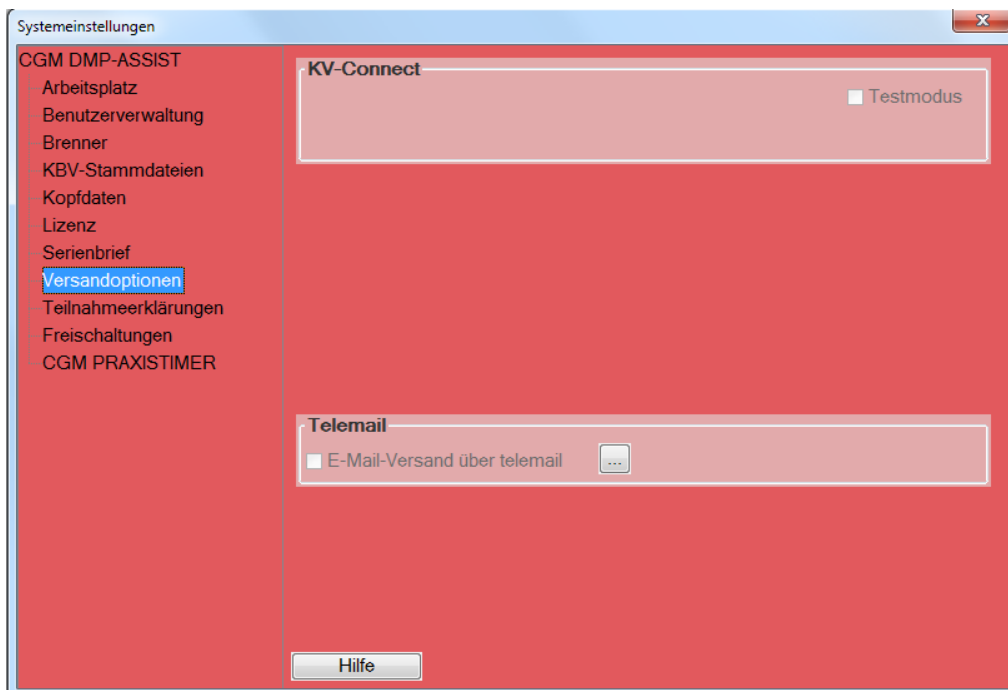 Systemeinstellungen
CGM DMP-ASSIST
Arbeitsplatz
Benutzerverwaltung
Brenner
KBV-Stammdateien
Kopfdaten
Lizenz
Serienbrief
Versandoptionen
Teilnahmeerklärungen
Freischaltungen
CGM PRAXISTIMER
KV-Connect
Testmodus
Telemail
E-Mail-Versand über telemail
...
Hilfe